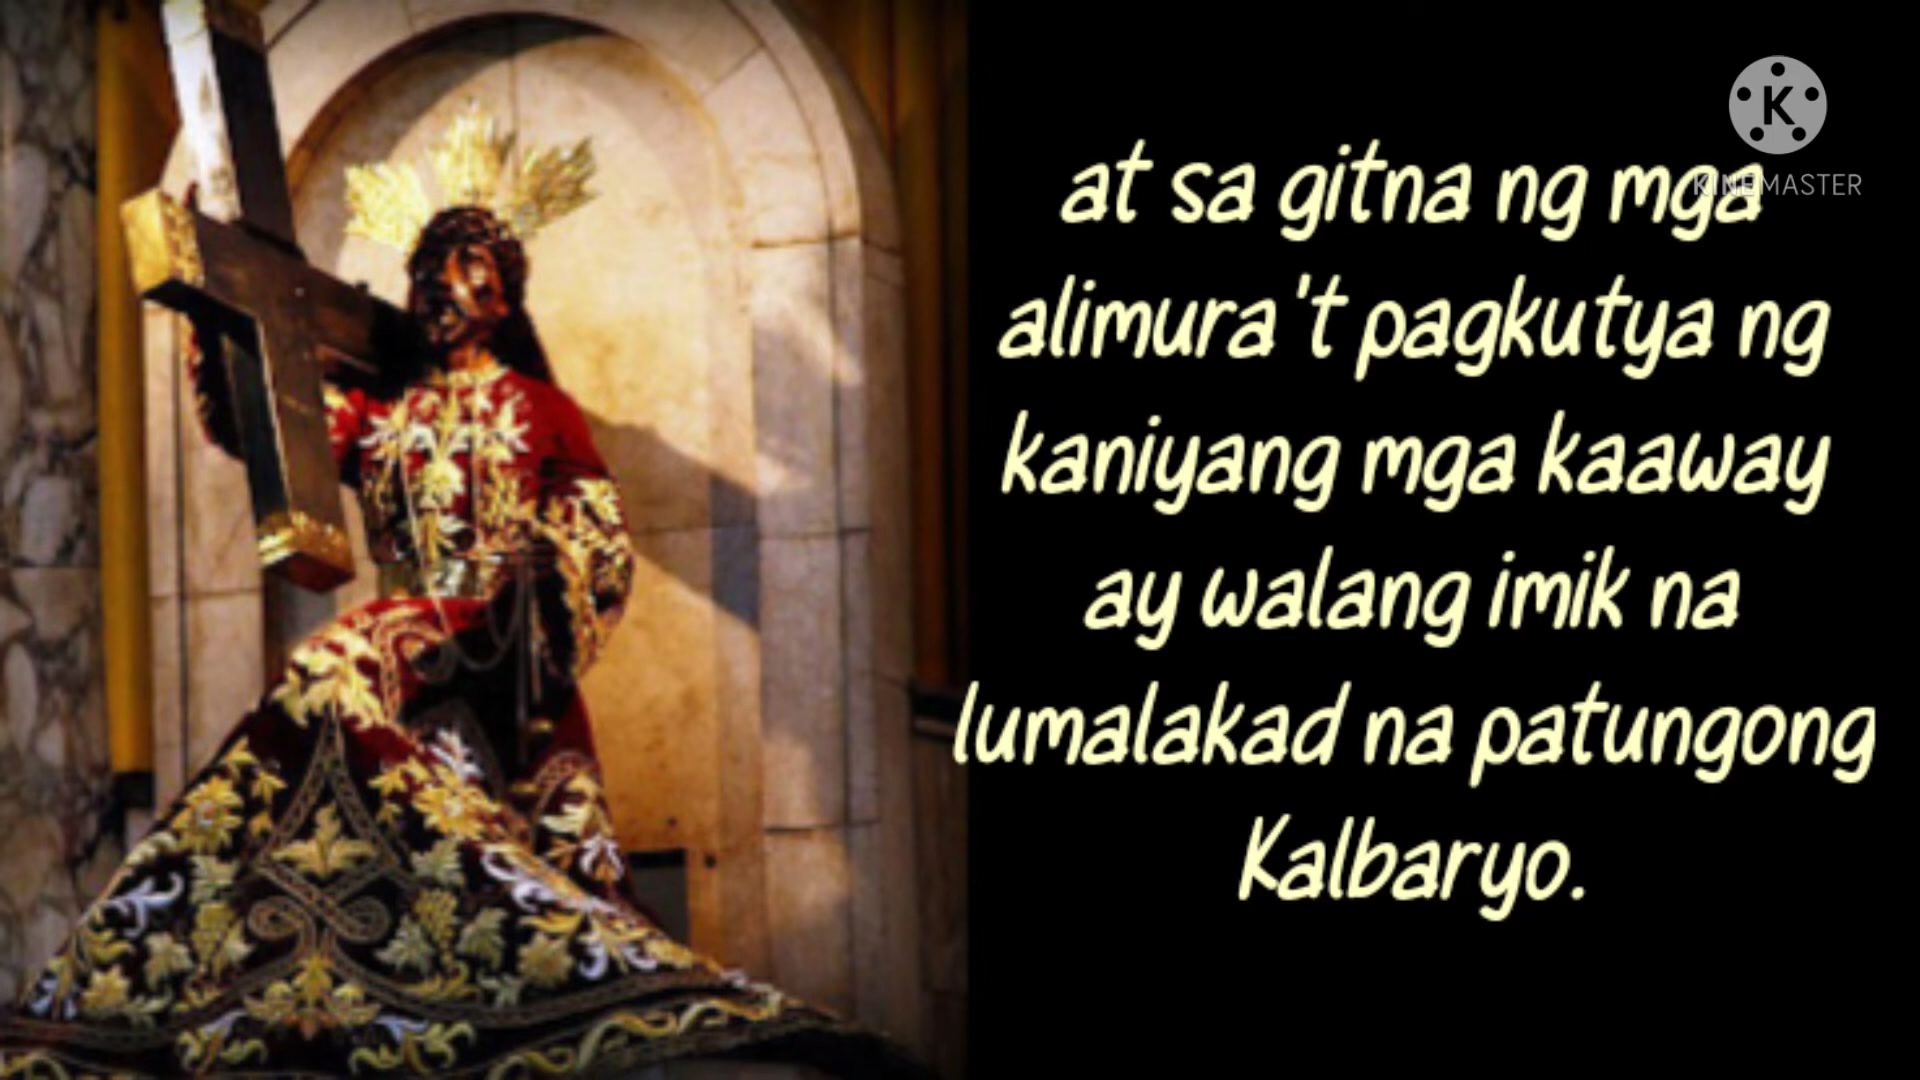 K
KINEMASTER
at sa gitna ng mga
alimura't pagkutya ng
kaniyang mga kaaway
ay walang imik na
lumalakad na patungong
Kalbaryo.